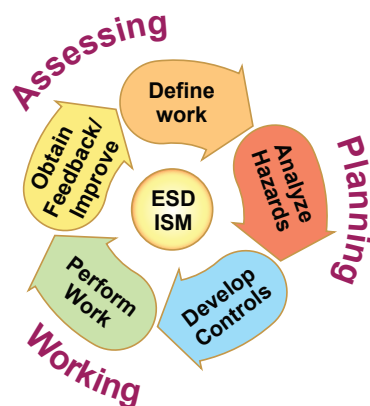 Assessing
Define
work
Planning
Analyze
Hazards
Develop
Controls
Working
Perform
Work
Obtain
Feedback/
Improve
ESD
ISM